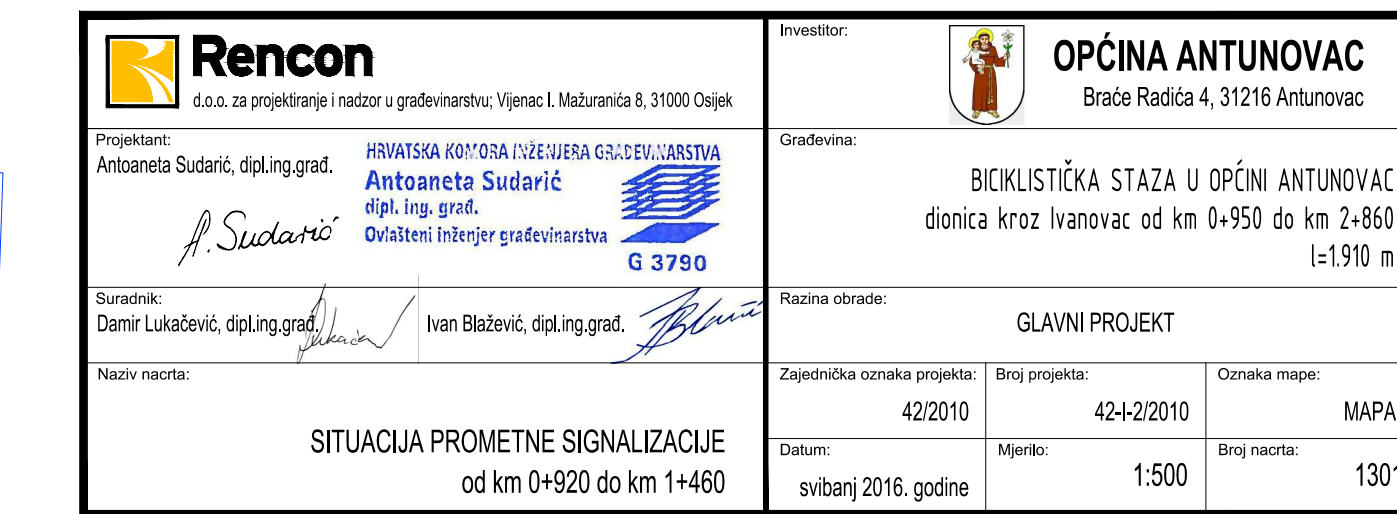 Rencon
d.o.o. za projektiranje i nadzor u građevinarstvu; Vijenac I. Mažuranića 8, 31000 Osijek
Investitor:
OPĆINA ANTUNOVAC
Braće Radića 4, 31216 Antunovac
Projektant:
Antoaneta Sudarić, dipl.ing.građ.
A. Sudarić
HRVATSKA KOMORA INŽENJERA GRAĐEVINARSTVA
Antoaneta Sudarić
dipl. ing. građ.
Ovlašteni inženjer građevinarstva
G 3790
Građevina:
BICIKLISTIČKA STAZA U OPĆINI ANTUNOVAC
dionica kroz Ivanovac od km 0+950 do km 2+860
l=1.910 m
Suradnik:
Damir Lukačević, dipl.ing.građ.
Ivan Blažević, dipl.ing.građ.
Razina obrade:
GLAVNI PROJEKT
Naziv nacrta:
SITUACIJA PROMETNE SIGNALIZACIJE
od km 0+920 do km 1+460
Zajednička oznaka projekta:
42/2010
Broj projekta:
42-I-2/2010
Oznaka mape:
MAPA
Datum:
svibanj 2016. godine
Mjerilo:
1:500
Broj nacrta:
1301